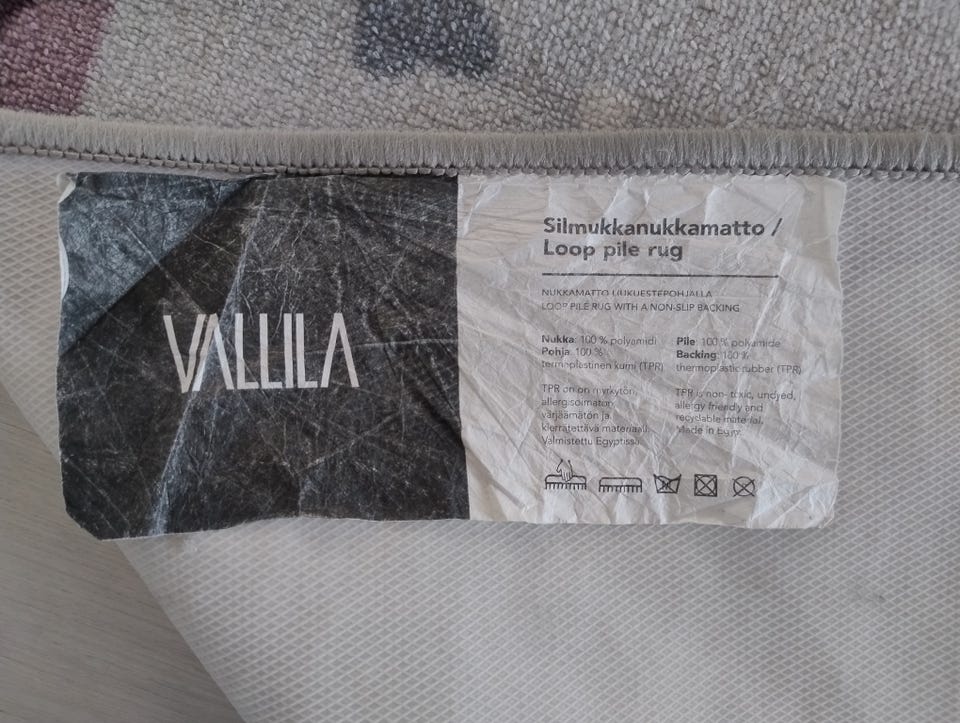 VALLILA
Silmukkanukkamatto /
Loop pile rug
NUKKAMATTO LIUKUESTEPOHJALLA
LOOP PILE RUG WITH A NON-SLIP BACKING
Nukka: 100 % polyamidi
Pohja: 100 %
termoplastinen kumi (TPR)
TPR on on myrkytön,
allergisoimaton,
värjäämätön ja
kierrätettävä materiaali.
Valmistettu Egyptissä.
Pile: 100 % polyamide
Backing: 100 %
thermoplastic rubber (TPR)
TPR is non- toxic, undyed,
allergy friendly and
recyclable material.
Made in Egypt.